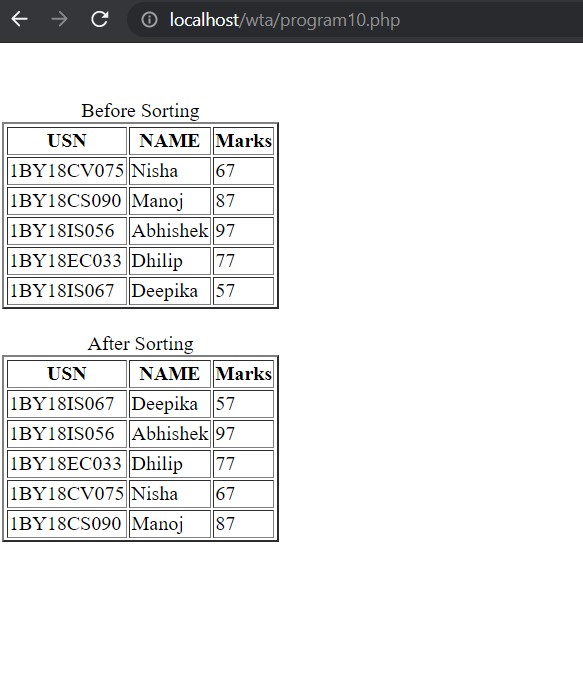 localhost/wta/program10.php
Before Sorting
USN NAME Marks
1BY18CV075 Nisha 67
1BY18CS090 Manoj 87
1BY18IS056 Abhishek 97
1BY18EC033 Dhilip 77
1BY18IS067 Deepika 57
After Sorting
USN NAME Marks
1BY18IS067 Deepika 57
1BY18IS056 Abhishek 97
1BY18EC033 Dhilip 77
1BY18CV075 Nisha 67
1BY18CS090 Manoj 87